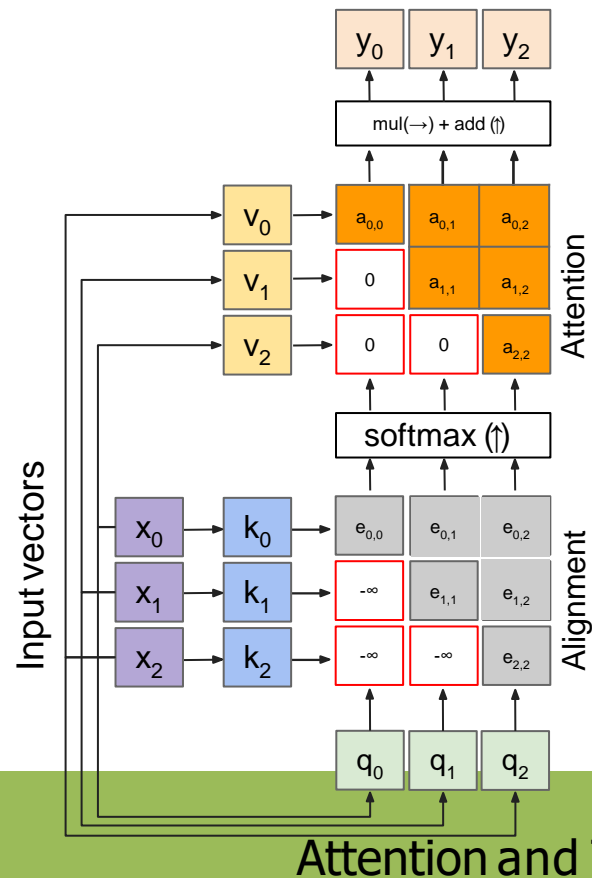 y0 y1 y2
mul(→) + add (↑)
v0 a0,0 a0,1 a0,2
v1 0 a1,1 a1,2
v2 0 0 a2,2
Attention
softmax (↑)
Input vectors
x0 k0 e0,0 e0,1 e0,2
x1 k1 -∞ e1,1 e1,2
x2 k2 -∞ -∞ e2,2
Alignment
q0 q1 q2
Attention and